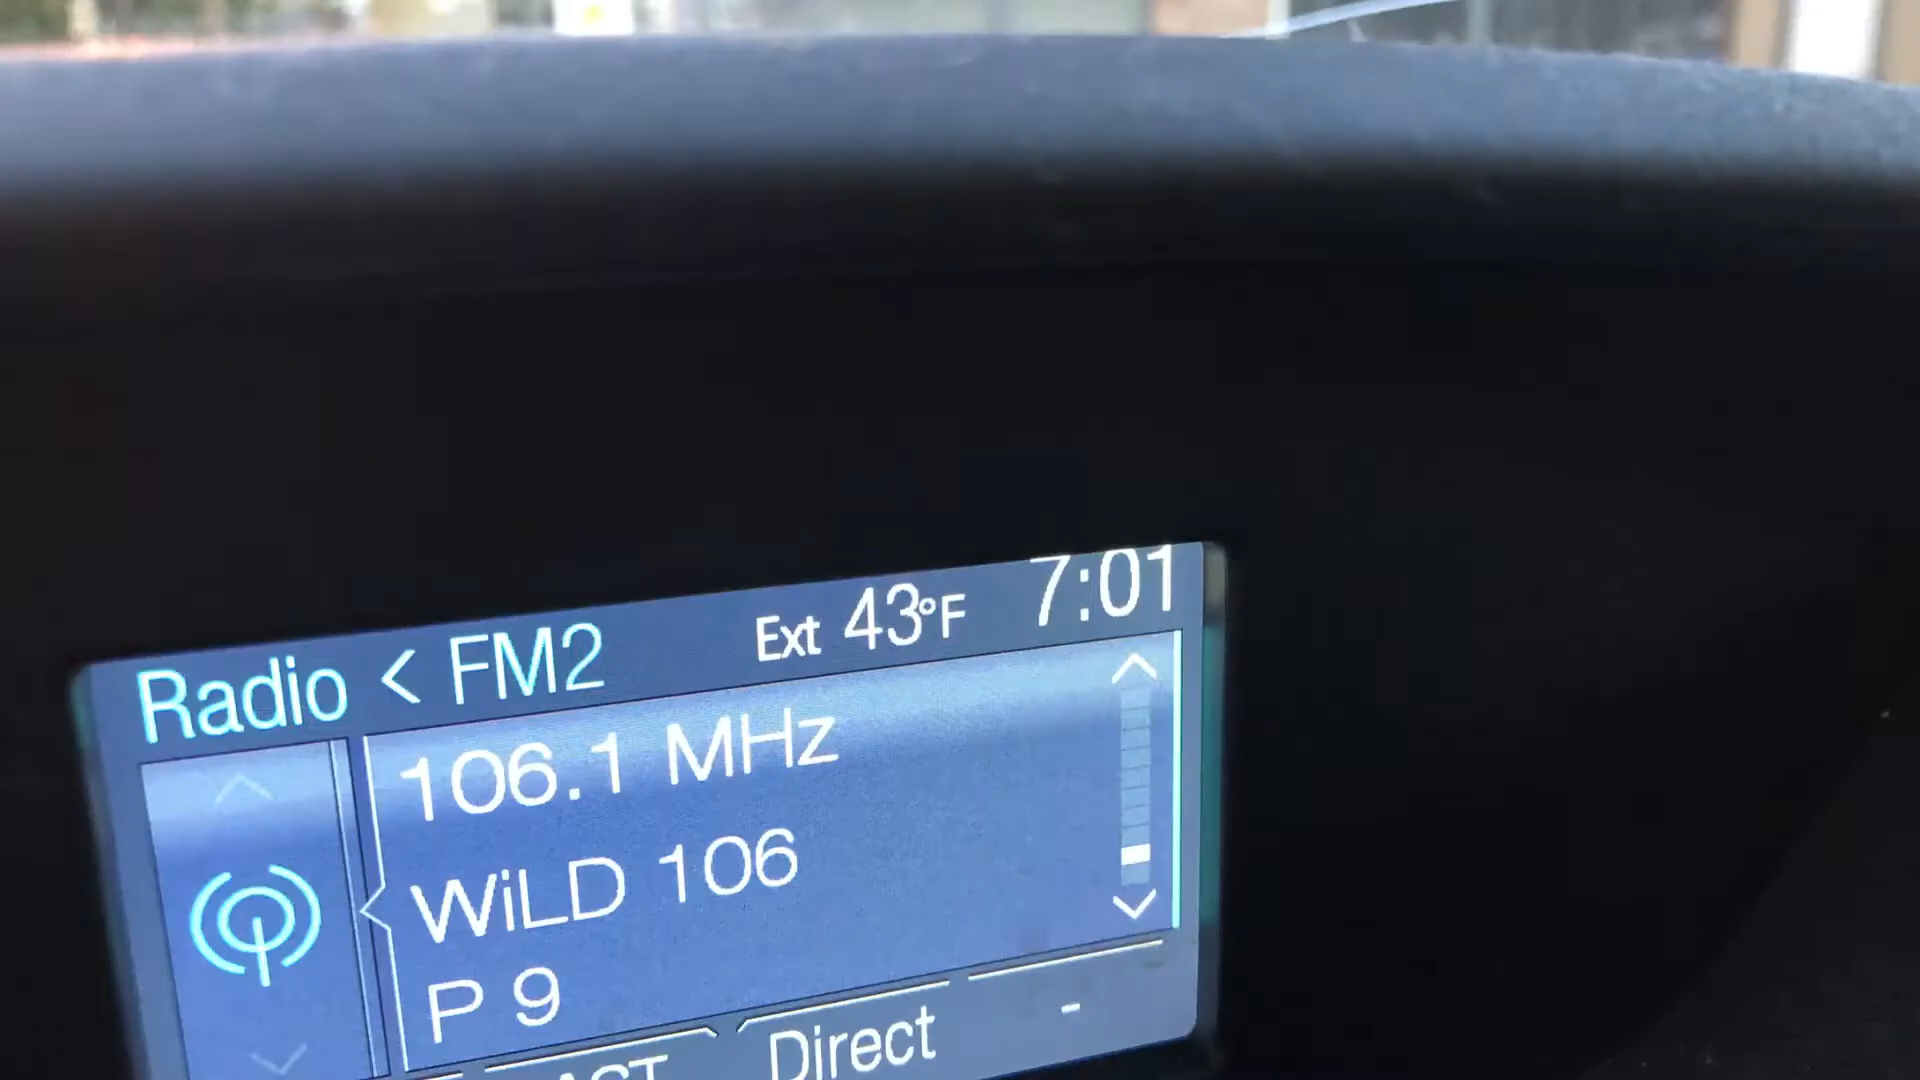 Radio < FM2 Ext 43°F 7:01
106.1 MHz
WiLD 106
P 9
Direct -